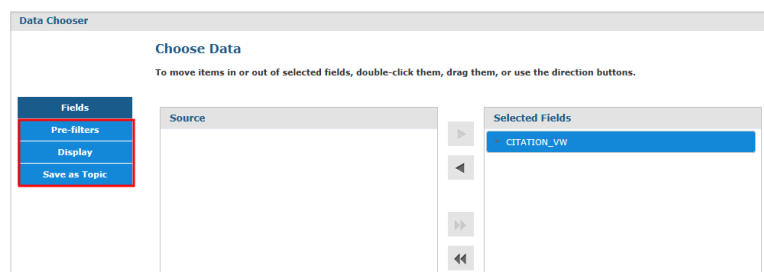 Data Chooser
Choose Data
To move items in or out of selected fields, double-click them, drag them, or use the direction buttons.
Fields
Pre-filters
Display
Save as Topic
Source
Selected Fields
CITATION_VW